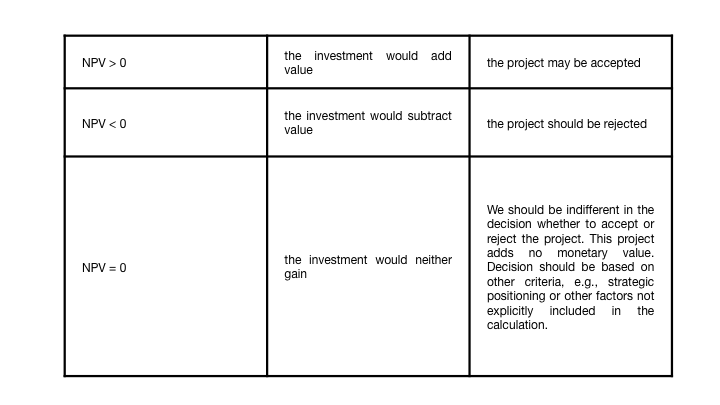 NPV > 0
the investment would add
value
the project may be accepted
NPV < 0
the investment would subtract
value
the project should be rejected
NPV = 0
the investment would neither
gain
We should be indifferent in the
decision whether to accept or
reject the project. This project
adds no monetary value.
Decision should be based on
other criteria, e.g., strategic
positioning or other factors not
explicitly included in the
calculation.